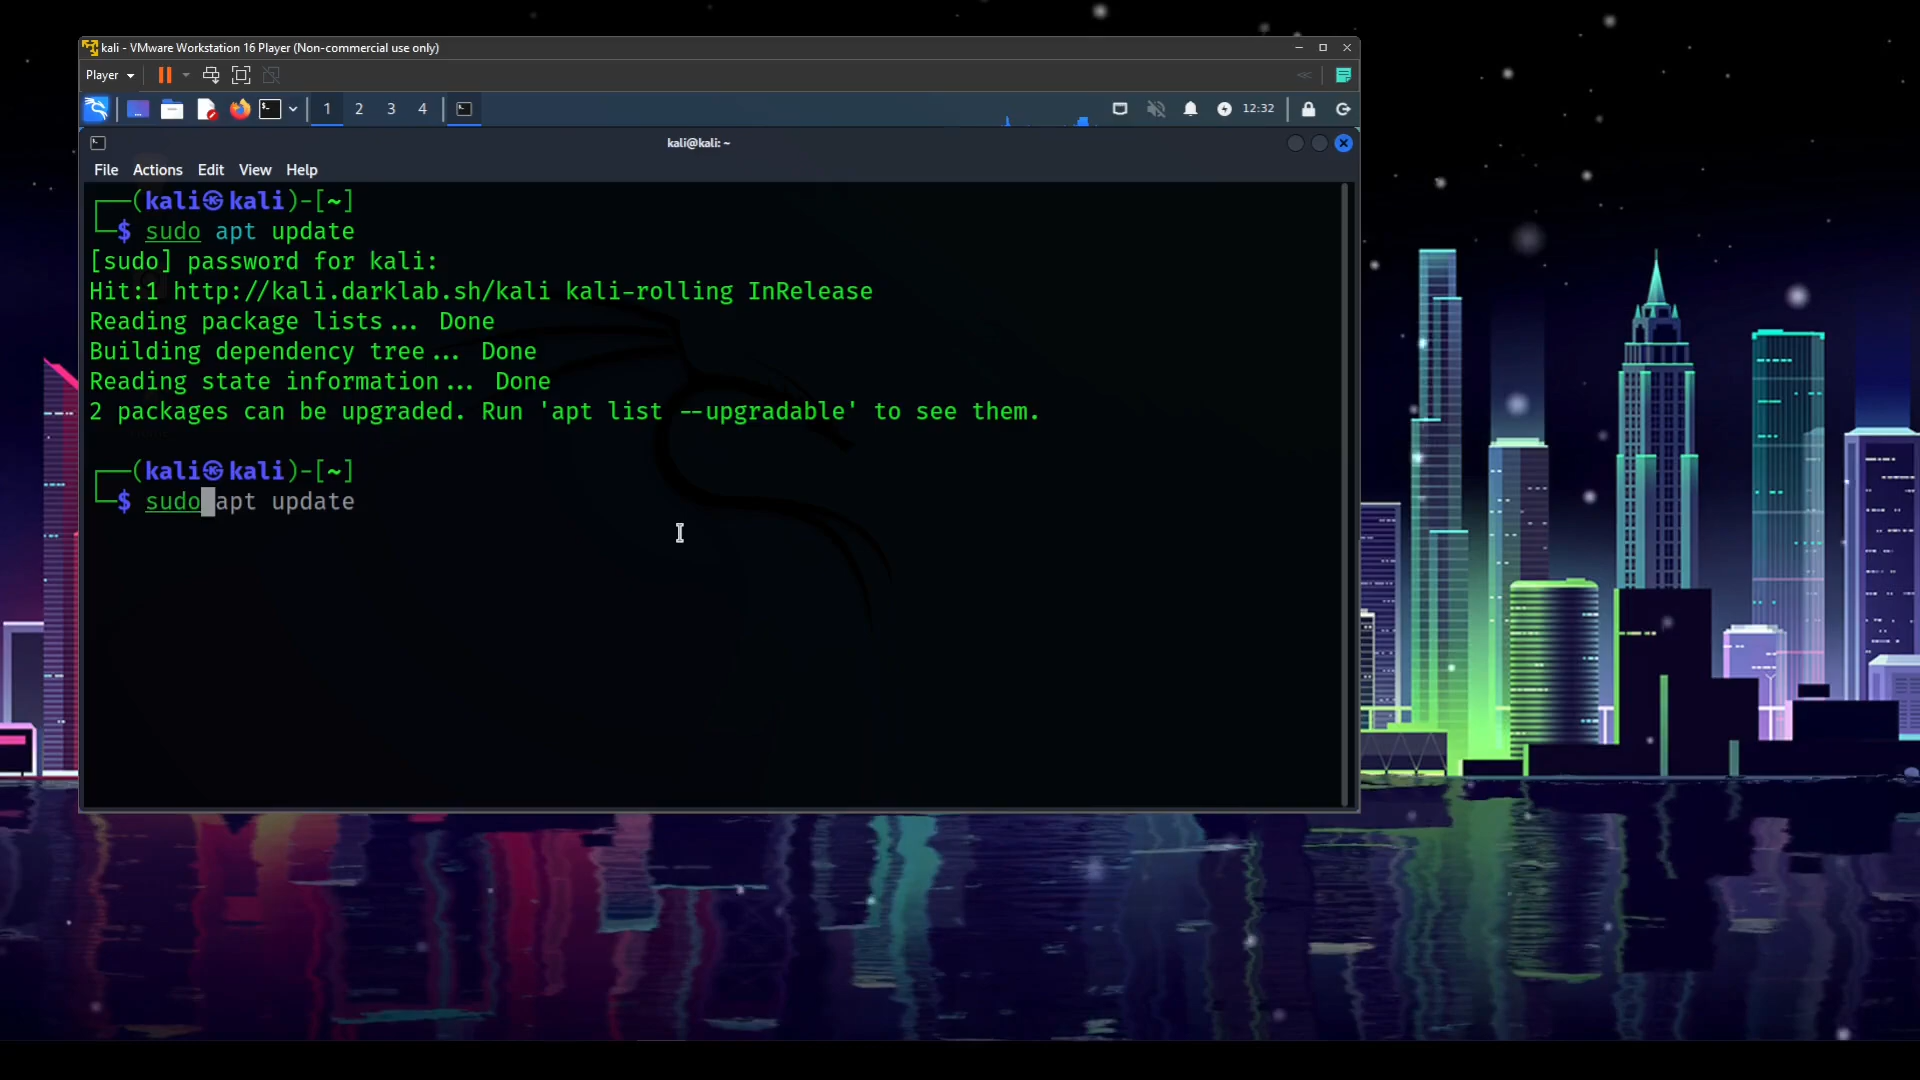 kali - VMware Workstation 16 Player (Non-commercial use only)
Player
1 2 3 4 12:32
kali@kali: ~
File Actions Edit View Help
┌──(kali㉿kali)-[~]
└─$ sudo apt update
[sudo] password for kali:
Hit:1 http://kali.darklab.sh/kali kali-rolling InRelease
Reading package lists... Done
Building dependency tree... Done
Reading state information... Done
2 packages can be upgraded. Run 'apt list --upgradable' to see them.
┌──(kali㉿kali)-[~]
└─$ sudo apt update